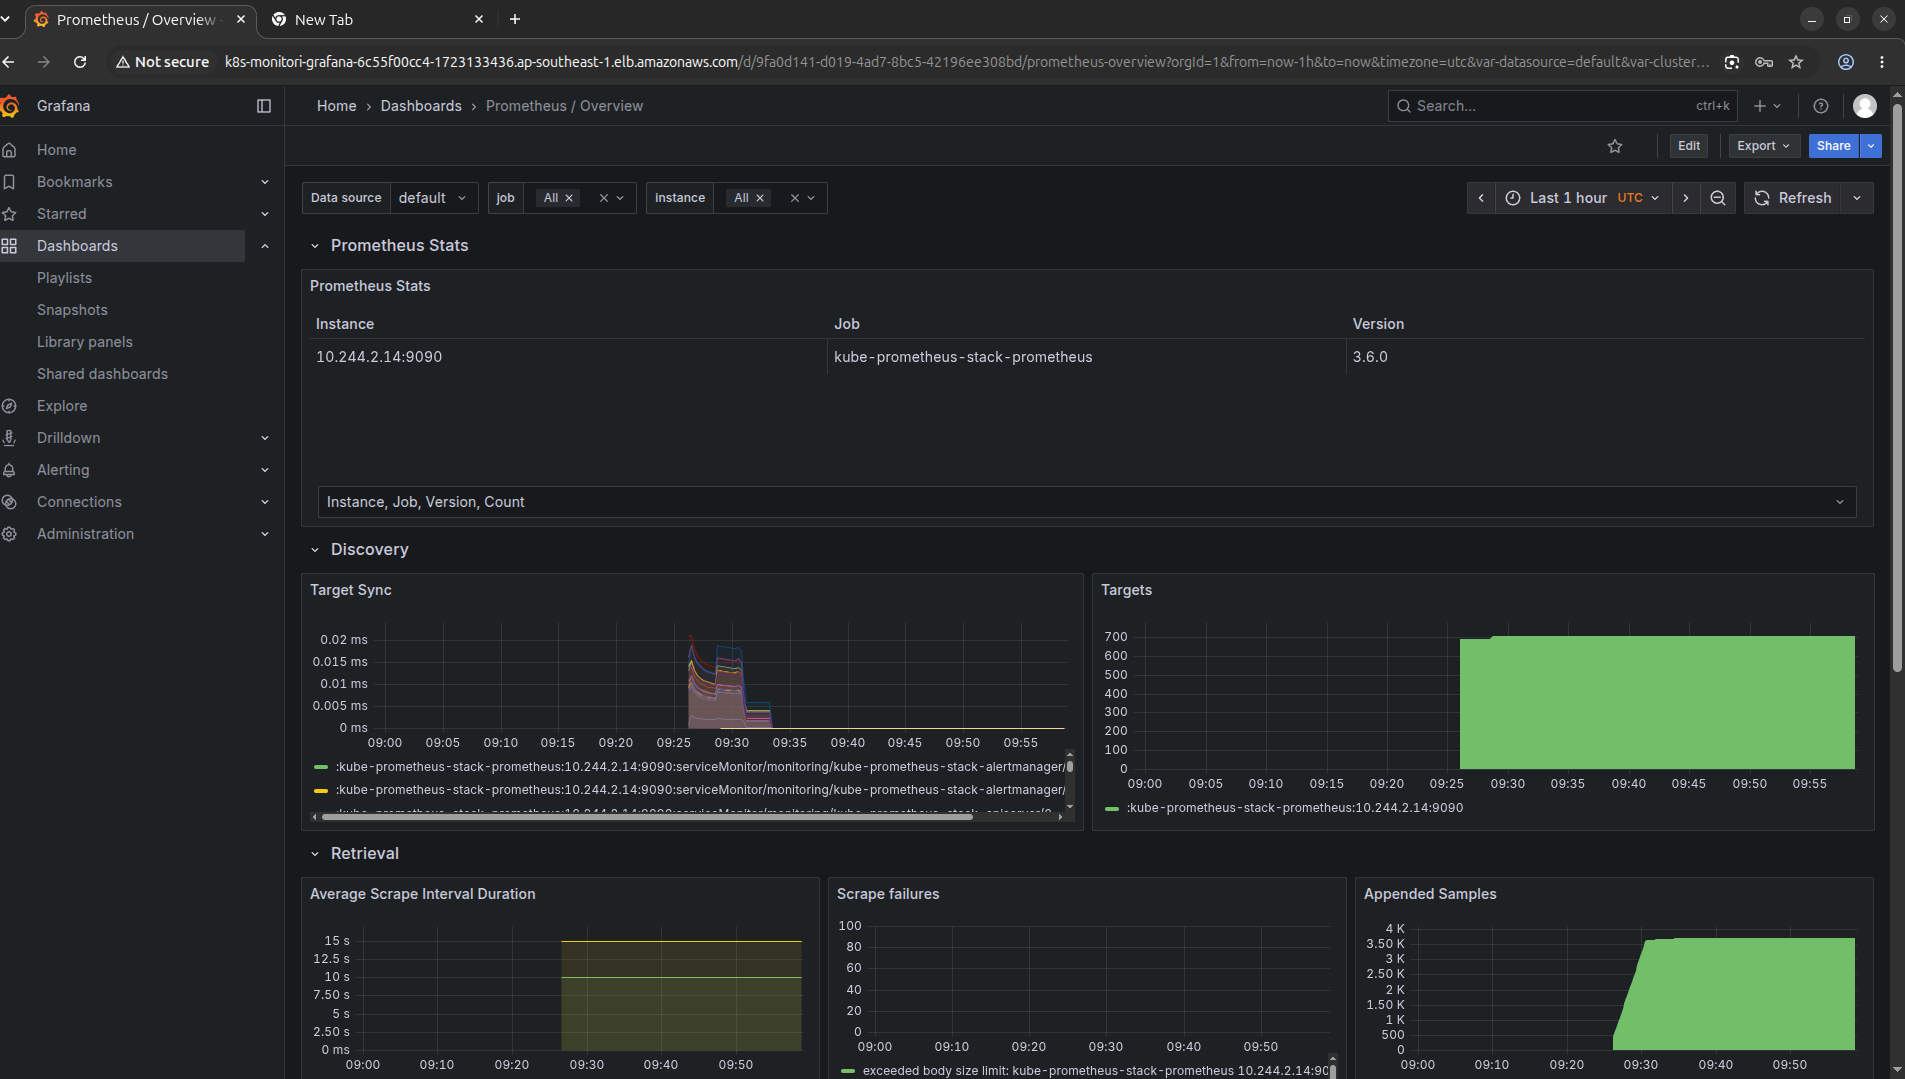 Prometheus / Overview
New Tab
Not secure k8s-monitori-grafana-6c55f00cc4-1723133436.ap-southeast-1.elb.amazonaws.com/d/9fa0d141-d019-4ad7-8bc5-42196ee308bd/prometheus-overview?orgId=1&from=now-1h&to=now&timezone=utc&var-datasource=default&var-cluster...
Grafana
Home › Dashboards › Prometheus / Overview
Search... ctrl+k
Home
Bookmarks
Starred
Dashboards
Playlists
Snapshots
Library panels
Shared dashboards
Explore
Drilldown
Alerting
Connections
Administration
Edit Export Share
Data source default job All instance All
Last 1 hour UTC Refresh
Prometheus Stats
Prometheus Stats
Instance Job Version
10.244.2.14:9090 kube-prometheus-stack-prometheus 3.6.0
Instance, Job, Version, Count
Discovery
Target Sync
0.02 ms
0.015 ms
0.01 ms
0.005 ms
0 ms
09:00 09:05 09:10 09:15 09:20 09:25 09:30 09:35 09:40 09:45 09:50 09:55
:kube-prometheus-stack-prometheus:10.244.2.14:9090:serviceMonitor/monitoring/kube-prometheus-stack-alertmanager/
:kube-prometheus-stack-prometheus:10.244.2.14:9090:serviceMonitor/monitoring/kube-prometheus-stack-alertmanager/
Targets
700
600
500
400
300
200
100
0
09:00 09:05 09:10 09:15 09:20 09:25 09:30 09:35 09:40 09:45 09:50 09:55
:kube-prometheus-stack-prometheus:10.244.2.14:9090
Retrieval
Average Scrape Interval Duration
15 s
12.5 s
10 s
7.50 s
5 s
2.50 s
0 ms
09:00 09:10 09:20 09:30 09:40 09:50
Scrape failures
100
80
60
40
20
0
09:00 09:10 09:20 09:30 09:40 09:50
exceeded body size limit: kube-prometheus-stack-prometheus 10.244.2.14:90
Appended Samples
4 K
3.50 K
3 K
2.50 K
2 K
1.50 K
1 K
500
0
09:00 09:10 09:20 09:30 09:40 09:50